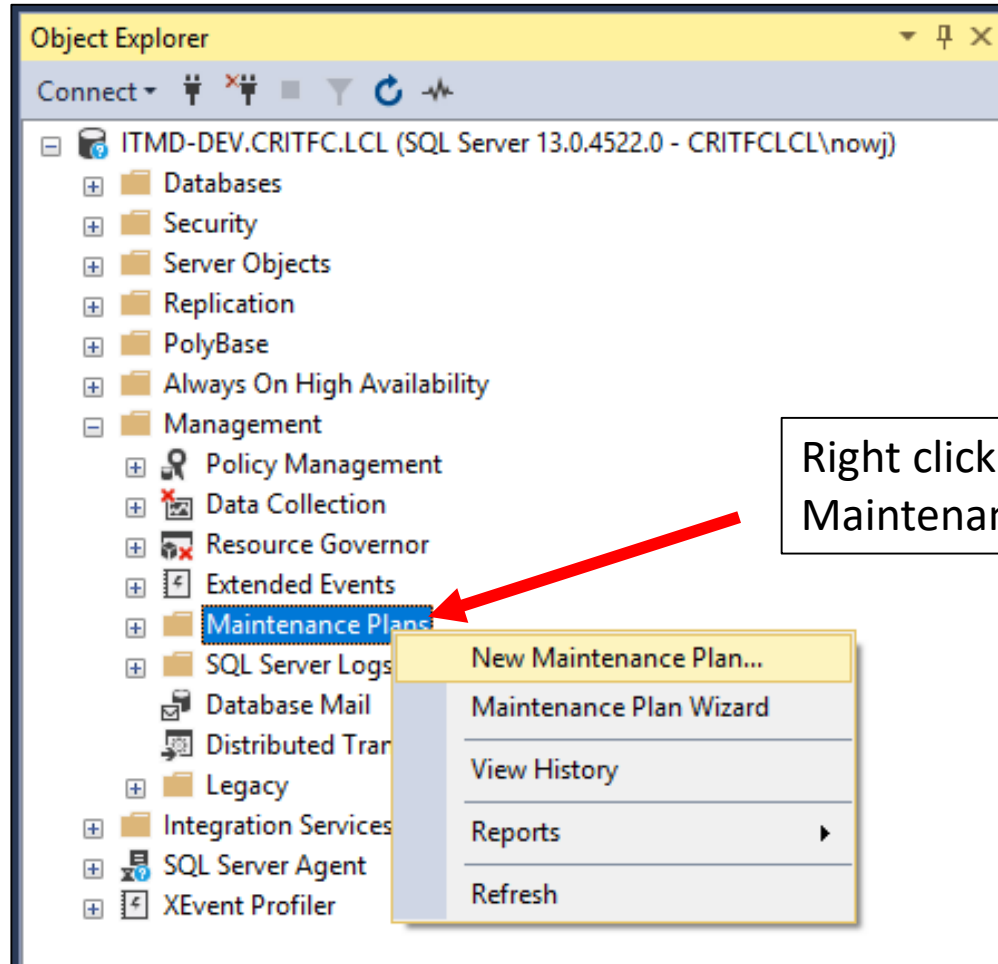 Object Explorer
Connect
ITMD-DEV.CRITFC.LCL (SQL Server 13.0.4522.0 - CRITFCLCL\nowj)
Databases
Security
Server Objects
Replication
PolyBase
Always On High Availability
Management
Policy Management
Data Collection
Resource Governor
Extended Events
Maintenance Plans
SQL Server Logs
Database Mail
Distributed
Legacy
Integration Services
SQL Server Agent
XEvent Profiler
New Maintenance Plan...
Maintenance Plan Wizard
View History
Reports
Refresh
Right click